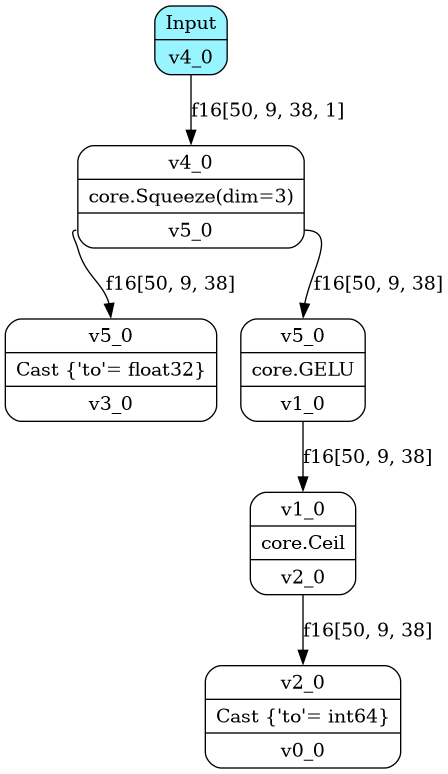 Input
v4_0
f16[50, 9, 38, 1]
v4_0
core.Squeeze(dim=3)
v5_0
f16[50, 9, 38]
f16[50, 9, 38]
v5_0
Cast {'to'= float32}
v3_0
v5_0
core.GELU
v1_0
f16[50, 9, 38]
v1_0
core.Ceil
v2_0
f16[50, 9, 38]
v2_0
Cast {'to'= int64}
v0_0